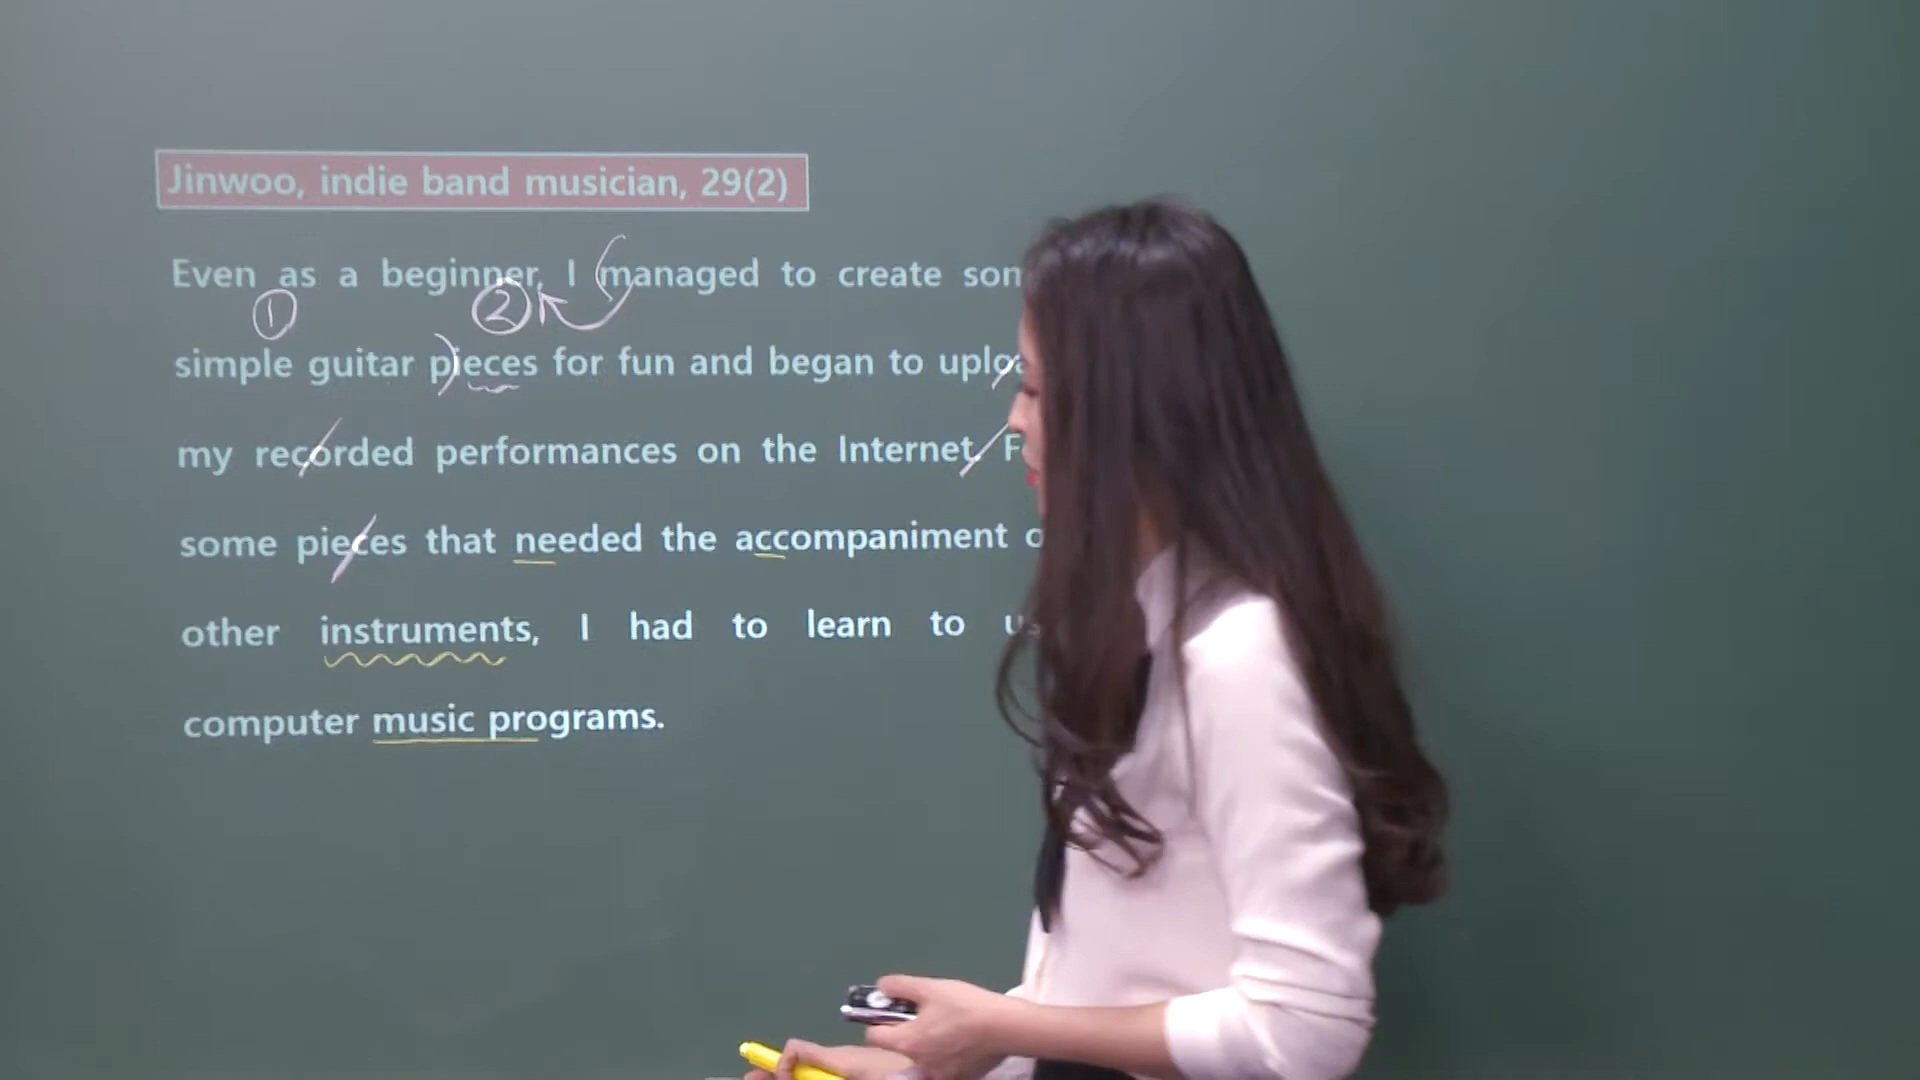 Jinwoo, indie band musician, 29(2)
Even as a beginner, I managed to create
① ②
simple guitar pieces for fun and began to
my recorded performances on the Internet.
some pieces that needed the accompaniment
other instruments, I had to learn to
computer music programs.